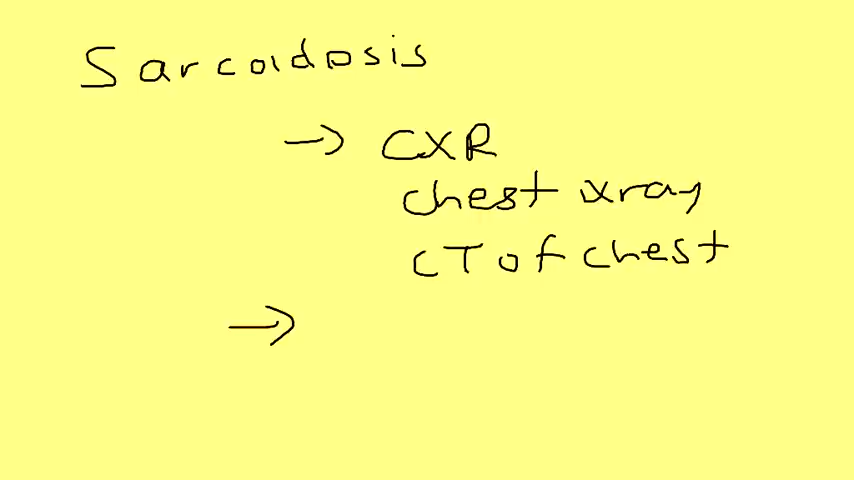 Sarcoidosis
→ CXR
chest xray
CT of chest
→